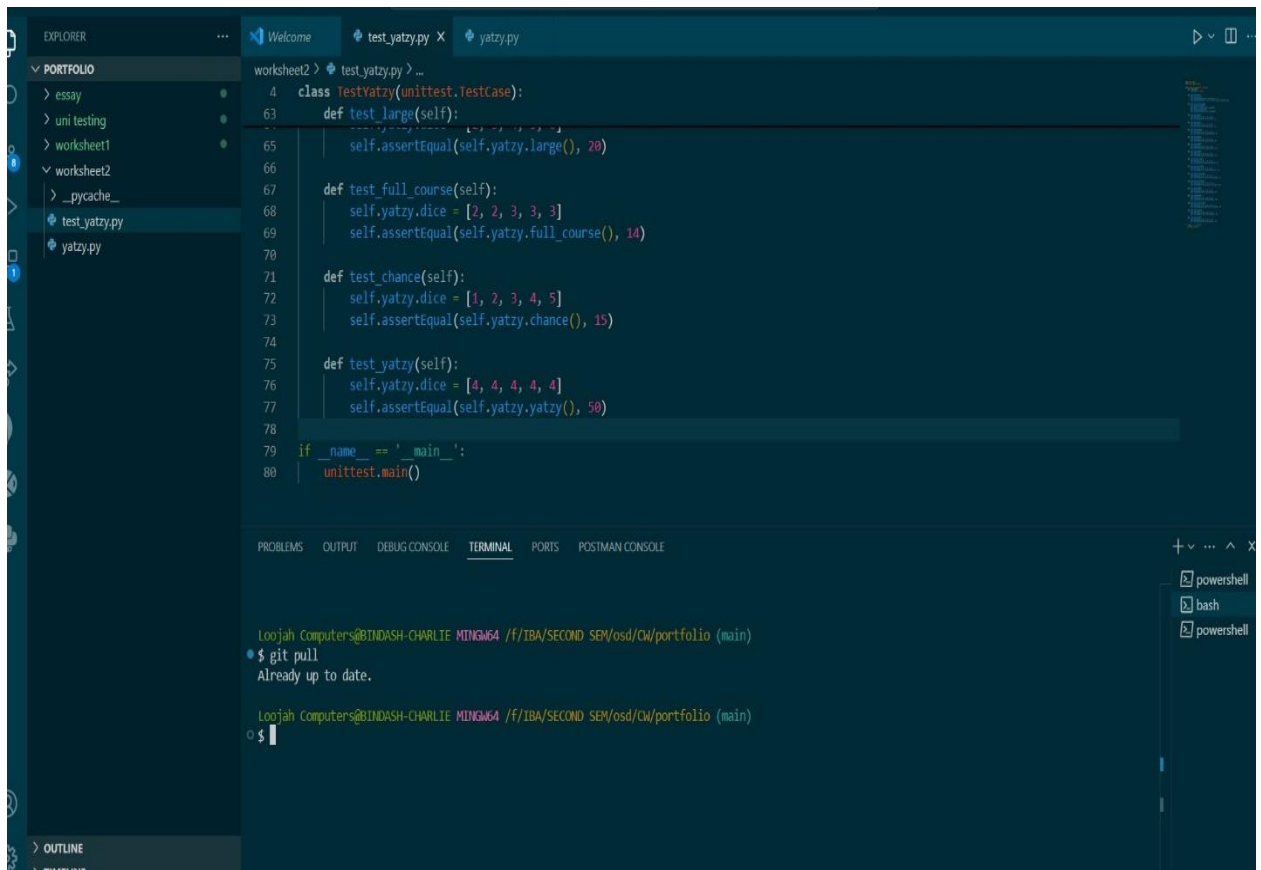 EXPLORER
PORTFOLIO
essay
uni testing
worksheet1
worksheet2
__pycache__
test_yatzy.py
yatzy.py
OUTLINE
8
1
Welcome
test_yatzy.py
yatzy.py
worksheet2 > test_yatzy.py > ...
4 class TestYatzy(unittest.TestCase):
63 def test_large(self):
65 self.assertEqual(self.yatzy.large(), 20)
66
67 def test_full_course(self):
68 self.yatzy.dice = [2, 2, 3, 3, 3]
69 self.assertEqual(self.yatzy.full_course(), 14)
70
71 def test_chance(self):
72 self.yatzy.dice = [1, 2, 3, 4, 5]
73 self.assertEqual(self.yatzy.chance(), 15)
74
75 def test_yatzy(self):
76 self.yatzy.dice = [4, 4, 4, 4, 4]
77 self.assertEqual(self.yatzy.yatzy(), 50)
78
79 if __name__ == '__main__':
80 unittest.main()
PROBLEMS OUTPUT DEBUG CONSOLE TERMINAL PORTS POSTMAN CONSOLE
Loojah Computers@BINDASH-CHARLIE MINGW64 /f/IBA/SECOND SEM/osd/CW/portfolio (main)
$ git pull
Already up to date.
Loojah Computers@BINDASH-CHARLIE MINGW64 /f/IBA/SECOND SEM/osd/CW/portfolio (main)
$
powershell
bash
powershell